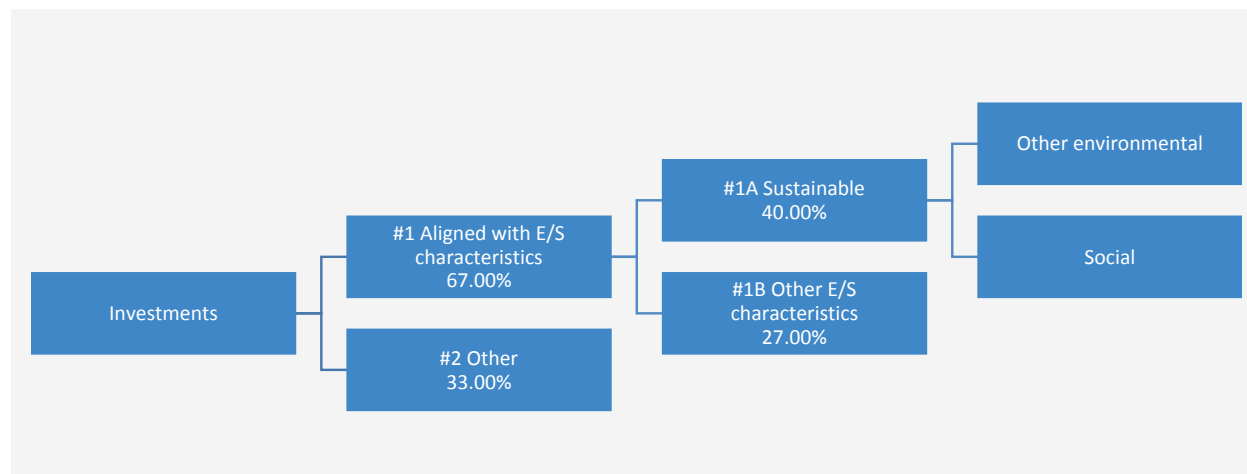 Investments
#1 Aligned with E/S
characteristics
67.00%
#2 Other
33.00%
#1A Sustainable
40.00%
#1B Other E/S
characteristics
27.00%
Other environmental
Social